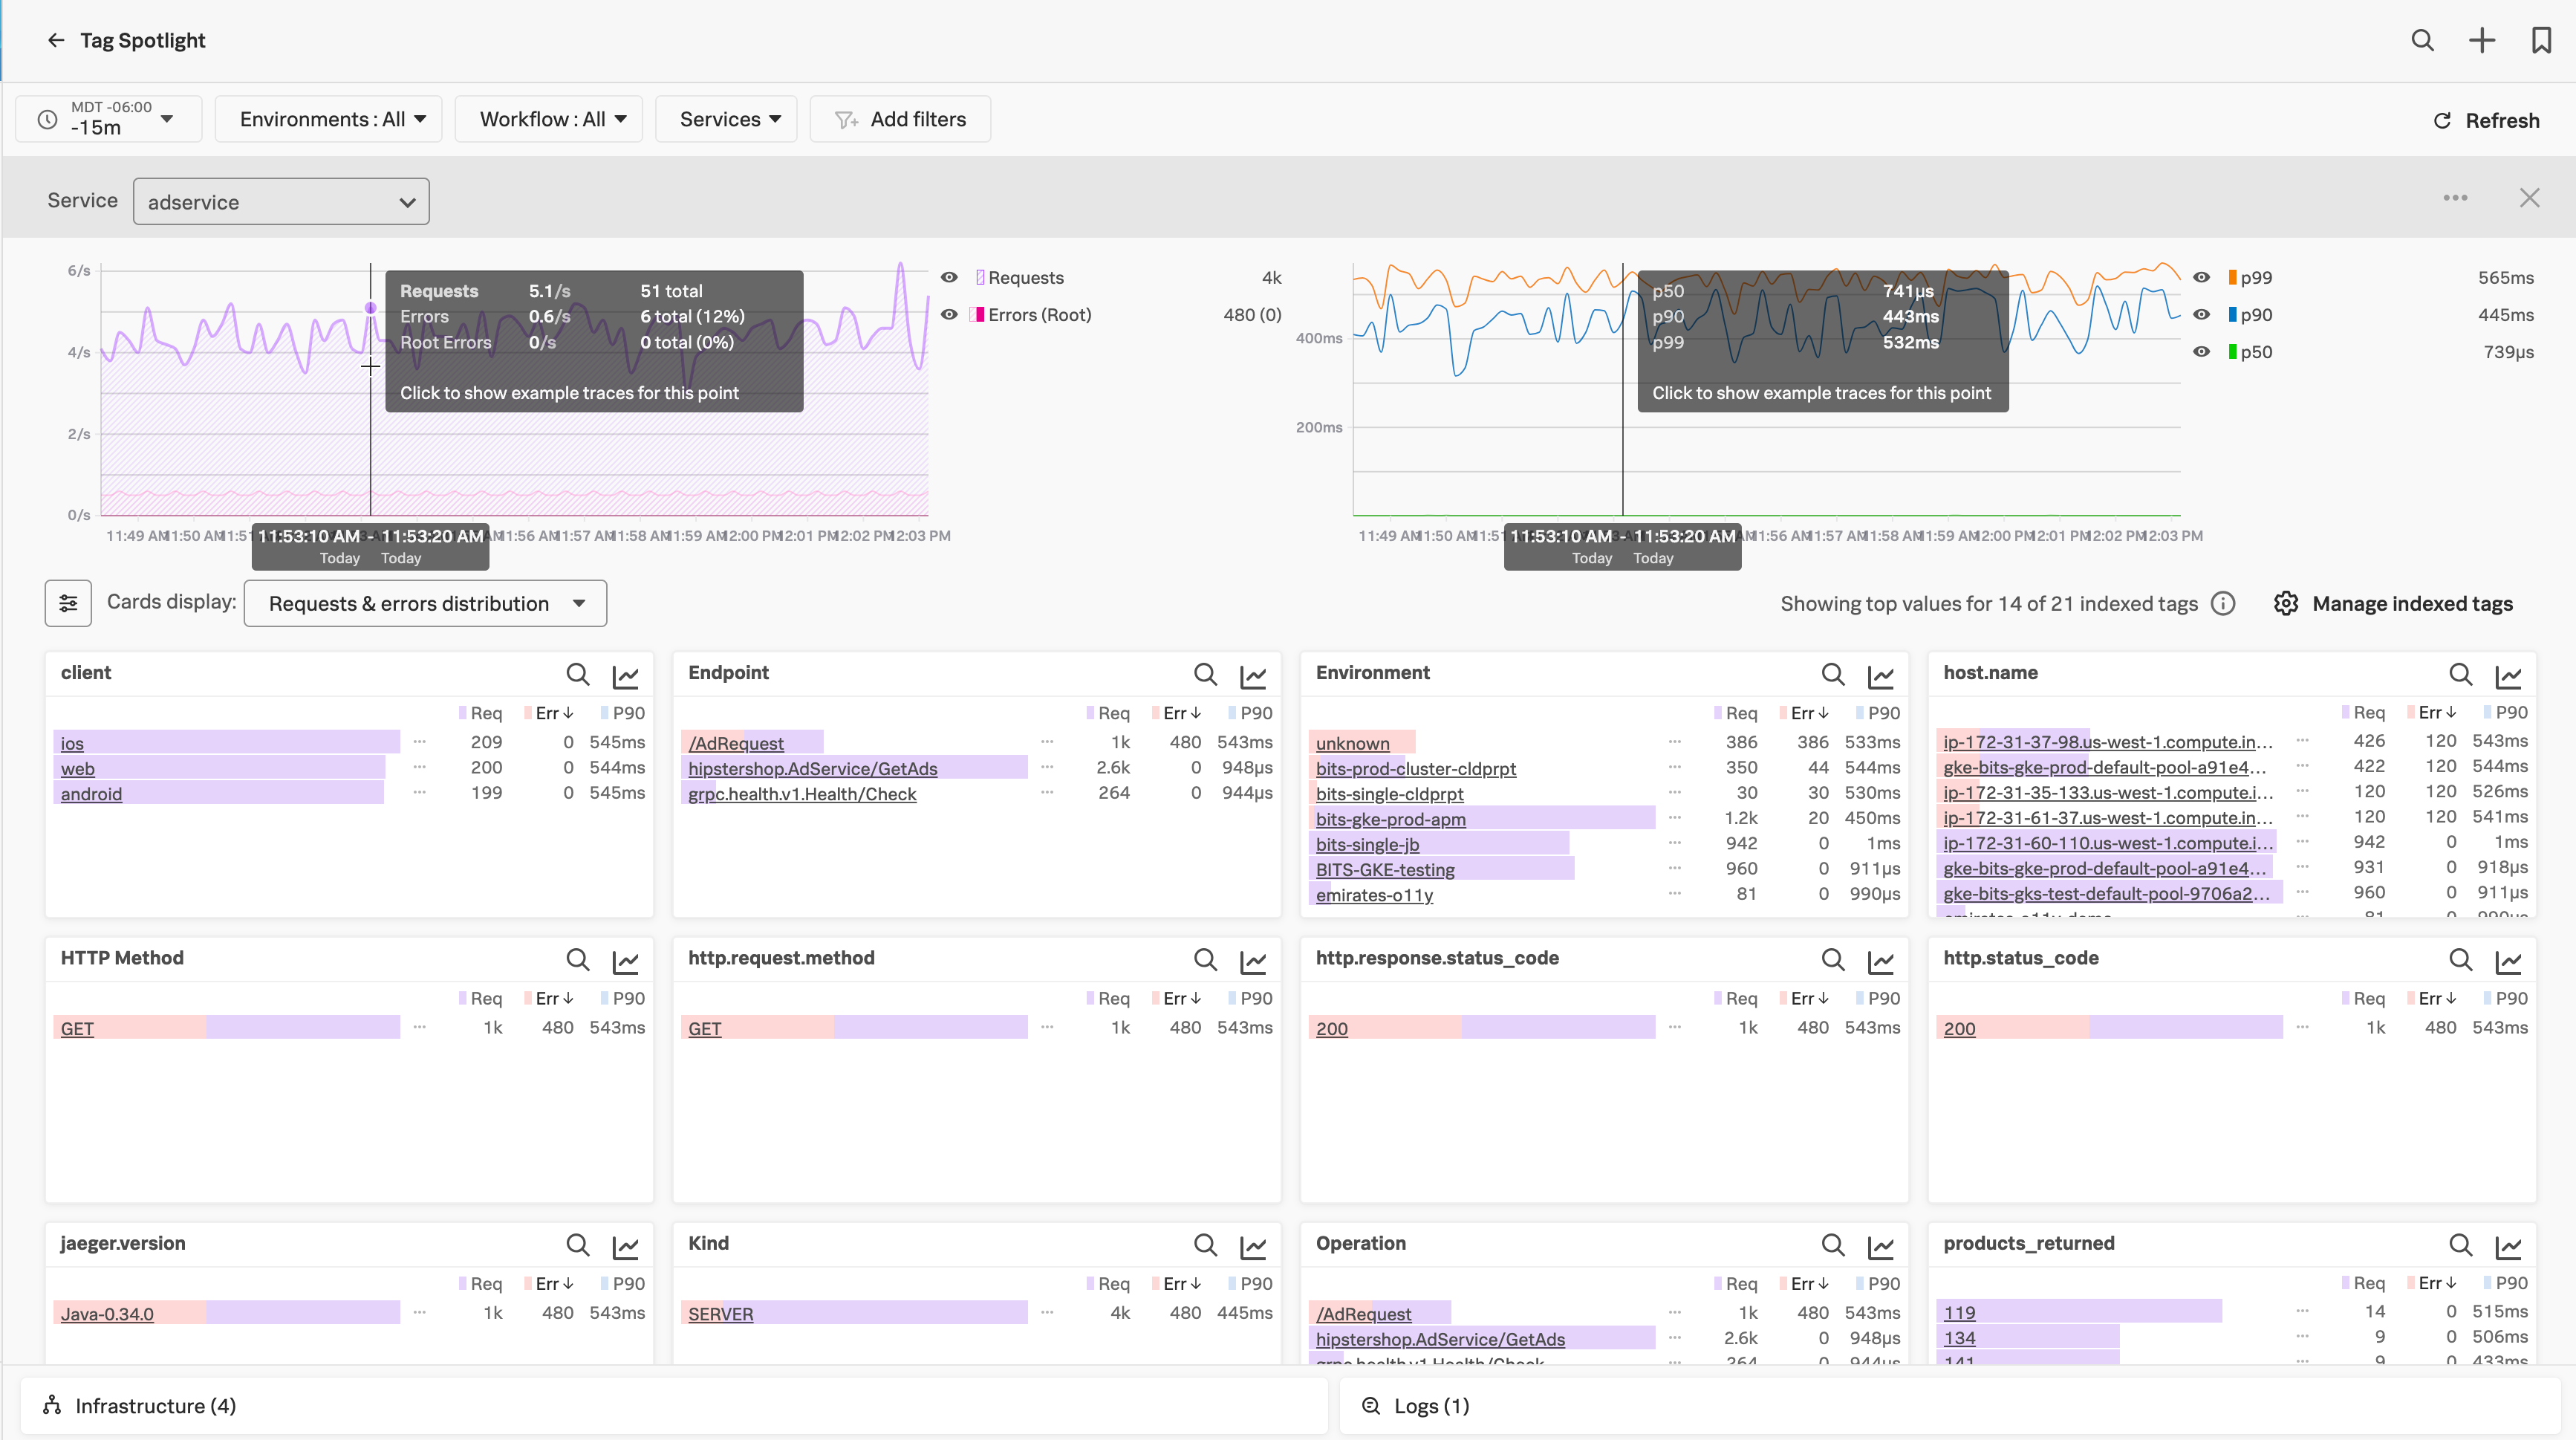 Tag Spotlight
MDT -06:00
-15m
Environments : All
Workflow : All
Services
Add filters
Refresh
Service
adservice
6/s
4/s
2/s
0/s
Requests 5.1/s 51 total
Errors 0.6/s 6 total (12%)
Root Errors 0/s 0 total (0%)
Click to show example traces for this point
Requests 4k
Errors (Root) 480 (0)
11:49 AM 11:50 AM 11:51 11:56 AM 11:57 AM 11:58 AM 11:59 AM 12:00 PM 12:01 PM 12:02 PM 12:03 PM
11:53:10 AM - 11:53:20 AM
Today Today
400ms
200ms
p50 741µs
p90 443ms
p99 532ms
Click to show example traces for this point
p99 565ms
p90 445ms
p50 739µs
11:49 AM 11:50 AM 11:51 11:56 AM 11:57 AM 11:58 AM 11:59 AM 12:00 PM 12:01 PM 12:02 PM 12:03 PM
11:53:10 AM - 11:53:20 AM
Today Today
Cards display: Requests & errors distribution
Showing top values for 14 of 21 indexed tags
Manage indexed tags
client
Req Err↓ P90
ios ... 209 0 545ms
web ... 200 0 544ms
android ... 199 0 545ms
Endpoint
Req Err↓ P90
/AdRequest ... 1k 480 543ms
hipstershop.AdService/GetAds ... 2.6k 0 948µs
grpc.health.v1.Health/Check ... 264 0 944µs
Environment
Req Err↓ P90
unknown ... 386 386 533ms
bits-prod-cluster-cldprpt ... 350 44 544ms
bits-single-cldprpt ... 30 30 530ms
bits-gke-prod-apm ... 1.2k 20 450ms
bits-single-jb ... 942 0 1ms
BITS-GKE-testing ... 960 0 911µs
emirates-o11y ... 81 0 990µs
host.name
Req Err↓ P90
ip-172-31-37-98.us-west-1.compute.in... ... 426 120 543ms
gke-bits-gke-prod-default-pool-a91e4... ... 422 120 544ms
ip-172-31-35-133.us-west-1.compute.i... ... 120 120 526ms
ip-172-31-61-37.us-west-1.compute.in... ... 120 120 541ms
ip-172-31-60-110.us-west-1.compute.i... ... 942 0 1ms
gke-bits-gke-prod-default-pool-a91e4... ... 931 0 918µs
gke-bits-gks-test-default-pool-9706a2... ... 960 0 911µs
emirates-o11y-demo ... 81 0 990µs
HTTP Method
Req Err↓ P90
GET ... 1k 480 543ms
http.request.method
Req Err↓ P90
GET ... 1k 480 543ms
http.response.status_code
Req Err↓ P90
200 ... 1k 480 543ms
http.status_code
Req Err↓ P90
200 ... 1k 480 543ms
jaeger.version
Req Err↓ P90
Java-0.34.0 ... 1k 480 543ms
Kind
Req Err↓ P90
SERVER ... 4k 480 445ms
Operation
Req Err↓ P90
/AdRequest ... 1k 480 543ms
hipstershop.AdService/GetAds ... 2.6k 0 948µs
grpc.health.v1.Health/Check ... 264 0 944µs
products_returned
Req Err↓ P90
119 ... 14 0 515ms
134 ... 9 0 506ms
141 ... 9 0 433ms
Infrastructure (4)
Logs (1)